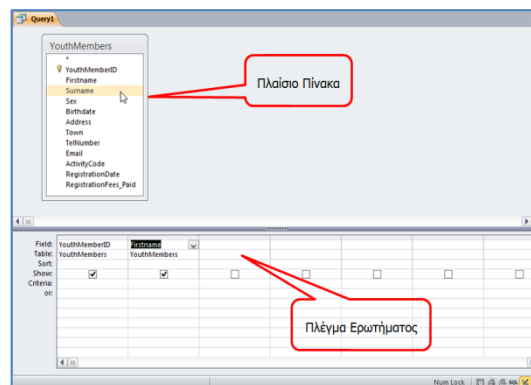 Query1
YouthMembers
*
YouthMemberID
Firstname
Surname
Sex
Birthdate
Address
Town
TelNumber
Email
ActivityCode
RegistrationDate
RegistrationFees_Paid
Πλαίσιο Πίνακα
Field: YouthMemberID Firstname
Table: YouthMembers YouthMembers
Sort:
Show:
Criteria:
or:
Πλέγμα Ερωτήματος
Num Lock